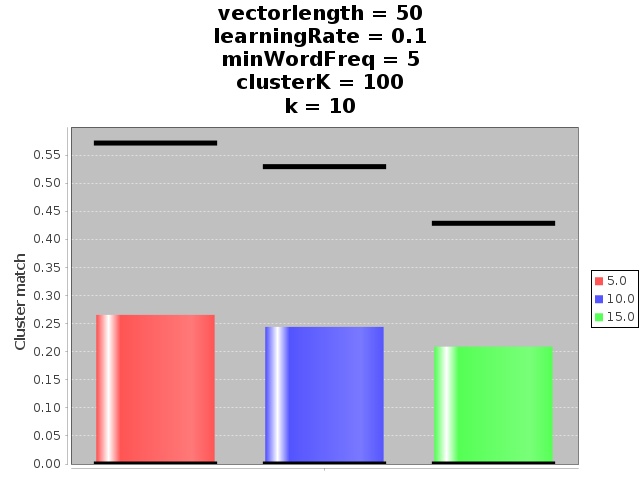 vectorlength = 50
learningRate = 0.1
minWordFreq = 5
clusterK = 100
k = 10
0.55
0.50
0.45
0.40
0.35
0.30
0.25
0.20
0.15
0.10
0.05
0.00
Cluster match
5.0
10.0
15.0